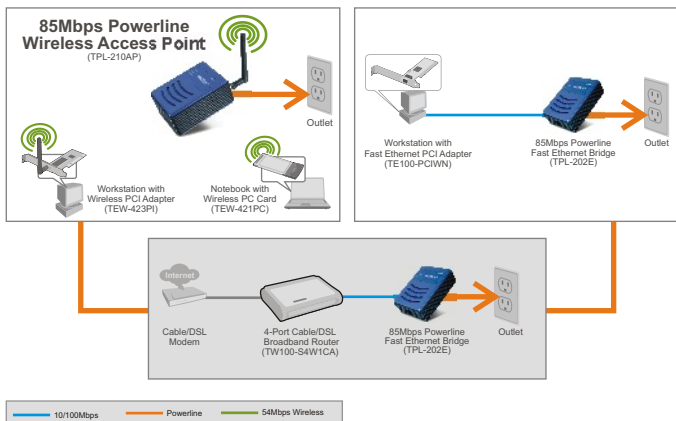 85Mbps Powerline
Wireless Access Point
(TPL-210AP)
Outlet
Workstation with
Wireless PCI Adapter
(TEW-423PI)
Notebook with
Wireless PC Card
(TEW-421PC)
Workstation with
Fast Ethernet PCI Adapter
(TE100-PCIWN)
85Mbps Powerline
Fast Ethernet Bridge
(TPL-202E)
Outlet
Internet
Cable/DSL
Modem
4-Port Cable/DSL
Broadband Router
(TW100-S4W1CA)
85Mbps Powerline
Fast Ethernet Bridge
(TPL-202E)
Outlet
10/100Mbps
Powerline
54Mbps Wireless